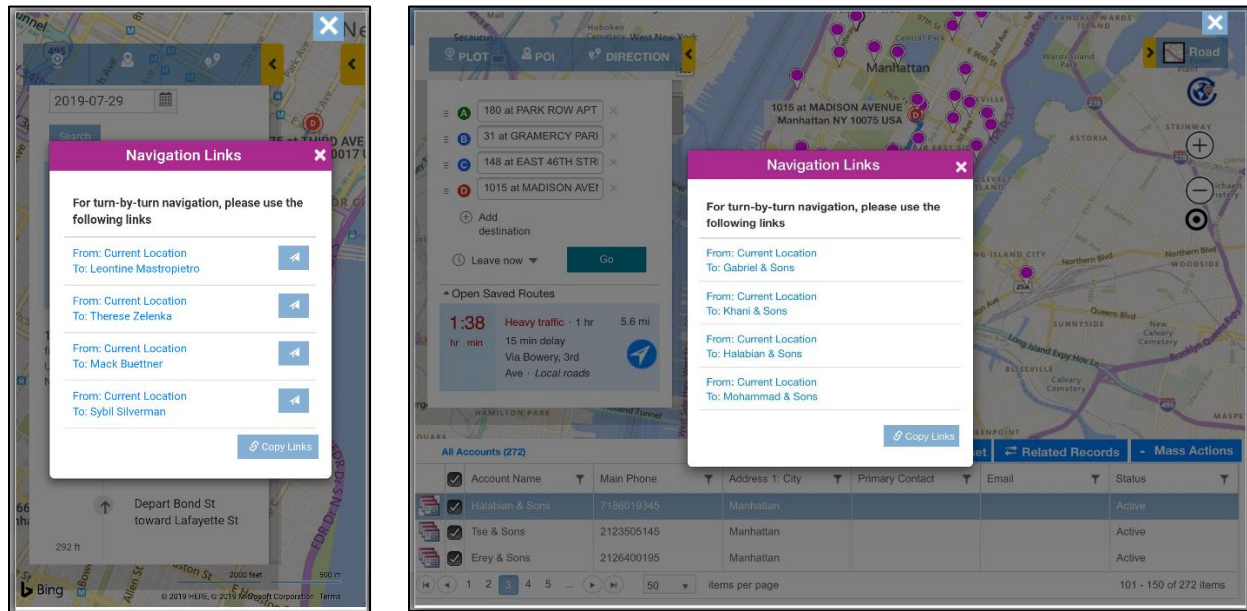 2019-07-29
Search
Navigation Links
For turn-by-turn navigation, please use the
following links
From: Current Location
To: Leontine Mastropietro
From: Current Location
To: Therese Zelenka
From: Current Location
To: Mack Buettner
From: Current Location
To: Sybil Silverman
Copy Links
Depart Bond St
toward Lafayette St
292 ft
Bing
2000 feet
500 m
© 2019 HERE, © 2019 Microsoft Corporation Terms
PLOT
POI
DIRECTION
Road
Manhattan
Central Park
1015 at MADISON AVENUE
Manhattan NY 10075 USA
ASTORIA
STEINWAY
A 180 at PARK ROW APT
B 31 at GRAMERCY PARI
C 148 at EAST 46TH STR
D 1015 at MADISON AVE
Add
destination
Leave now
Go
Open Saved Routes
1:38
hr min
Heavy traffic · 1 hr
5.6 mi
15 min delay
Via Bowery, 3rd
Ave · Local roads
Navigation Links
For turn-by-turn navigation, please use the
following links
From: Current Location
To: Gabriel & Sons
From: Current Location
To: Khani & Sons
From: Current Location
To: Halabian & Sons
From: Current Location
To: Mohammad & Sons
Copy Links
Northern Blvd
Northern Blvd
WOODSIDE
Queens Blvd
SUNNYSIDE
New
Calvary
Cemetery
Long Island Expy
Calvary
Cemetery
HAMILTON PARK
All Accounts (272)
Related Records
Mass Actions
Account Name
Main Phone
Address 1: City
Primary Contact
Email
Status
Halabian & Sons
7186019345
Manhattan
Active
Tse & Sons
2123505145
Manhattan
Active
Erey & Sons
2126400195
Manhattan
Active
1 2 3 4 5 ...
50
items per page
101 - 150 of 272 items